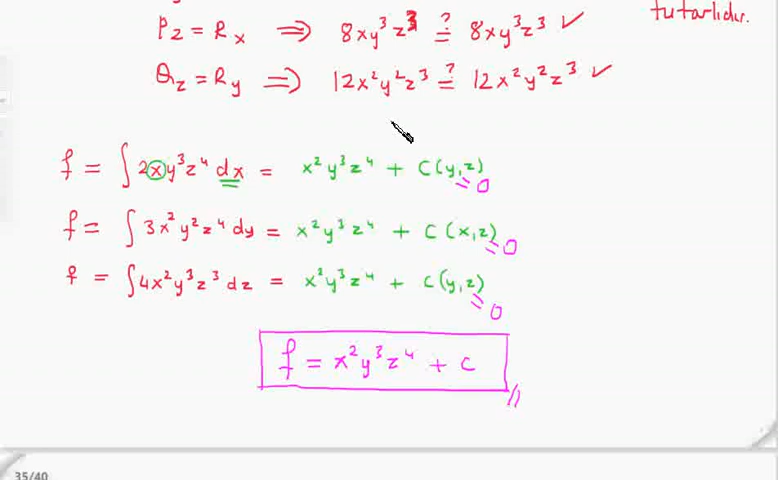 P_z = R_x ⇒ 8xy³z³ ≟ 8xy³z³ ✓ tutarlıdır.
Q_z = R_y ⇒ 12x²y²z³ ≟ 12x²y²z³ ✓
f = ∫ 2xy³z⁴ dx = x²y³z⁴ + C(y,z) = 0
f = ∫ 3x²y²z⁴ dy = x²y³z⁴ + C(x,z) = 0
f = ∫ 4x²y³z³ dz = x²y³z⁴ + C(y,z) = 0
f = x²y³z⁴ + c //
35/40